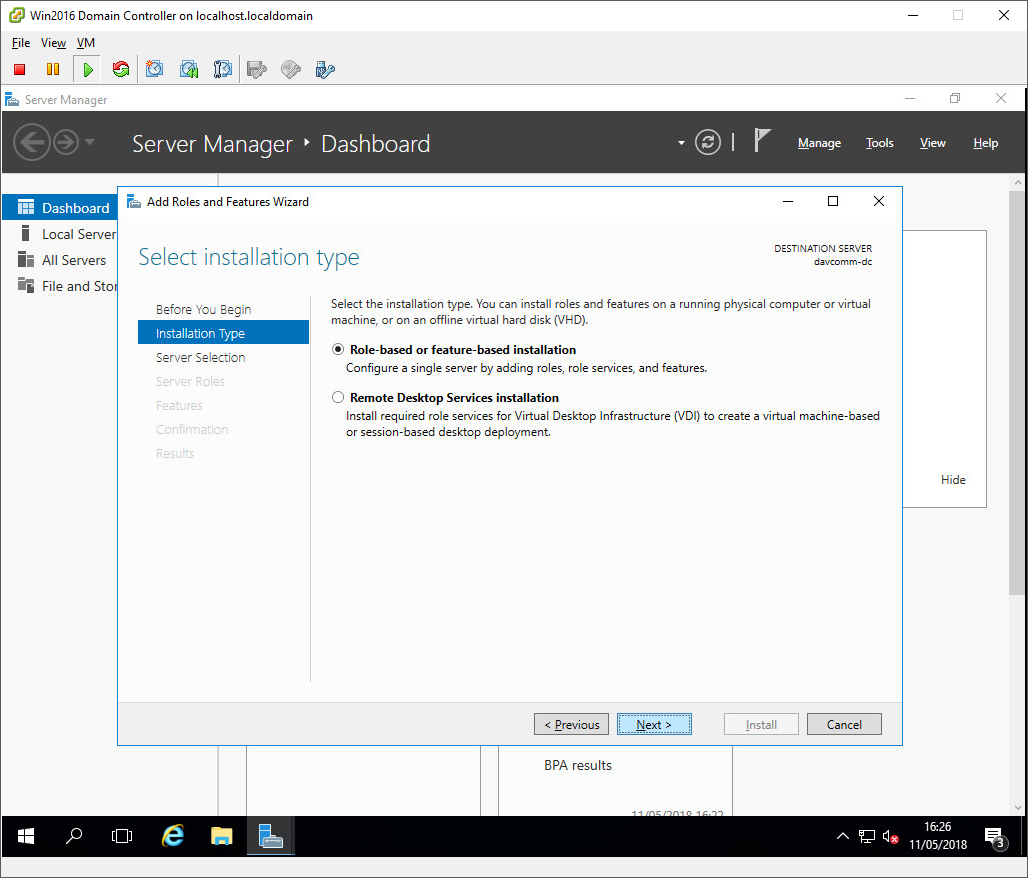 Win2016 Domain Controller on localhost.localdomain
File View VM
Server Manager
Server Manager • Dashboard
Manage Tools View Help
Dashboard
Local Server
All Servers
File and Stor
Add Roles and Features Wizard
Select installation type
DESTINATION SERVER
davcomm-dc
Before You Begin
Installation Type
Server Selection
Server Roles
Features
Confirmation
Results
Select the installation type. You can install roles and features on a running physical computer or virtual
machine, or on an offline virtual hard disk (VHD).
Role-based or feature-based installation
Configure a single server by adding roles, role services, and features.
Remote Desktop Services installation
Install required role services for Virtual Desktop Infrastructure (VDI) to create a virtual machine-based
or session-based desktop deployment.
Hide
< Previous
Next >
Install
Cancel
BPA results
11/05/2018 16:22
16:26
11/05/2018
3